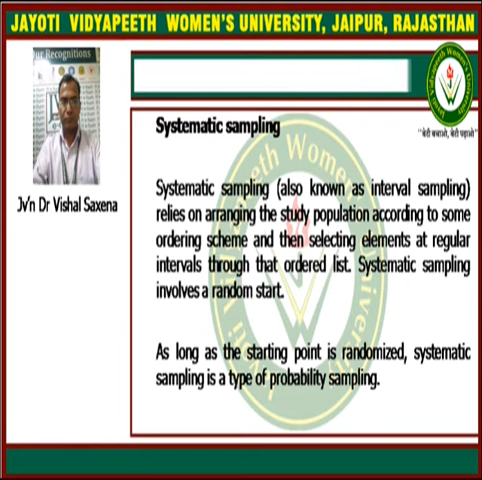 JAYOTI VIDYAPEETH WOMEN'S UNIVERSITY, JAIPUR, RAJASTHAN
ur Recognitions
"बेटी बचाओ, बेटी पढ़ाओ"
Jv'n Dr Vishal Saxena
Systematic sampling
Systematic sampling (also known as interval sampling)
relies on arranging the study population according to some
ordering scheme and then selecting elements at regular
intervals through that ordered list. Systematic sampling
involves a random start.
As long as the starting point is randomized, systematic
sampling is a type of probability sampling.